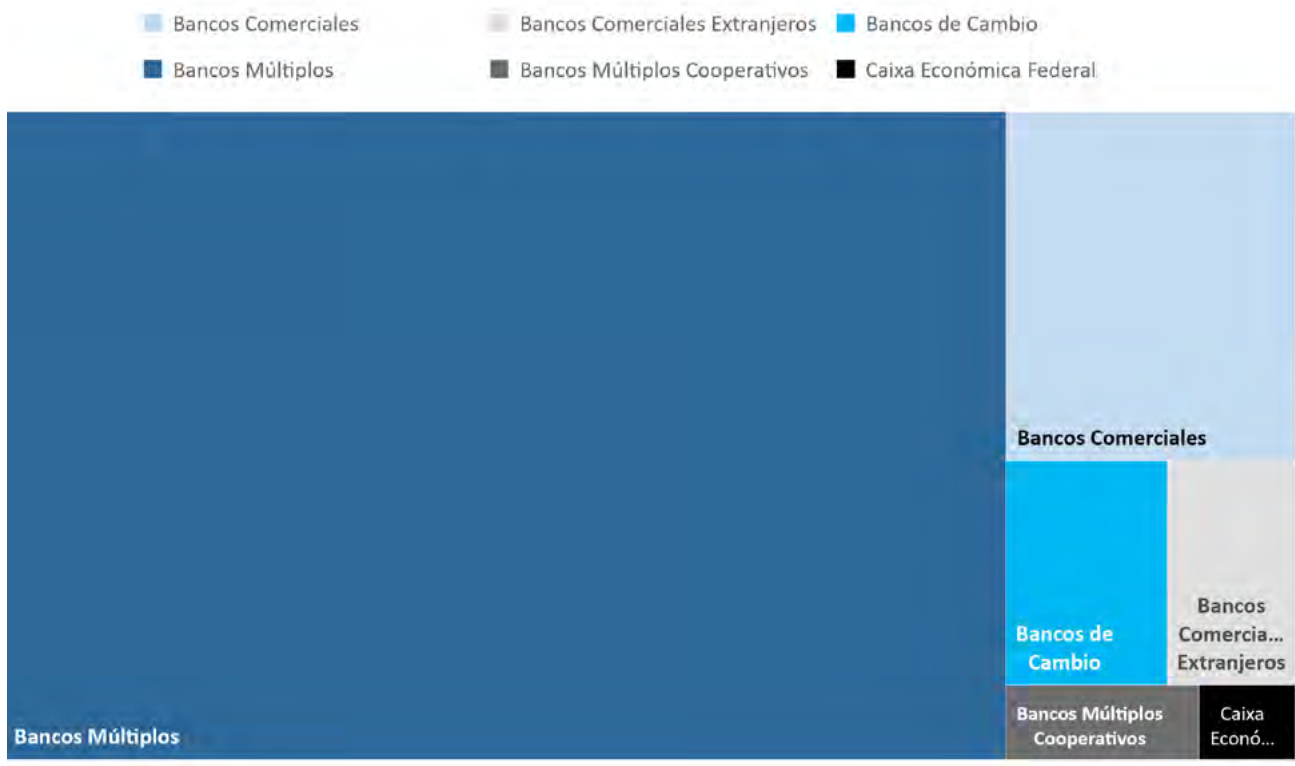 Bancos Comerciales
Bancos Comerciales Extranjeros
Bancos de Cambio
Bancos Múltiplos
Bancos Múltiplos Cooperativos
Caixa Económica Federal
Bancos Múltiplos
Bancos Comerciales
Bancos de
Cambio
Bancos
Comercia...
Extranjeros
Bancos Múltiplos
Cooperativos
Caixa
Econó...